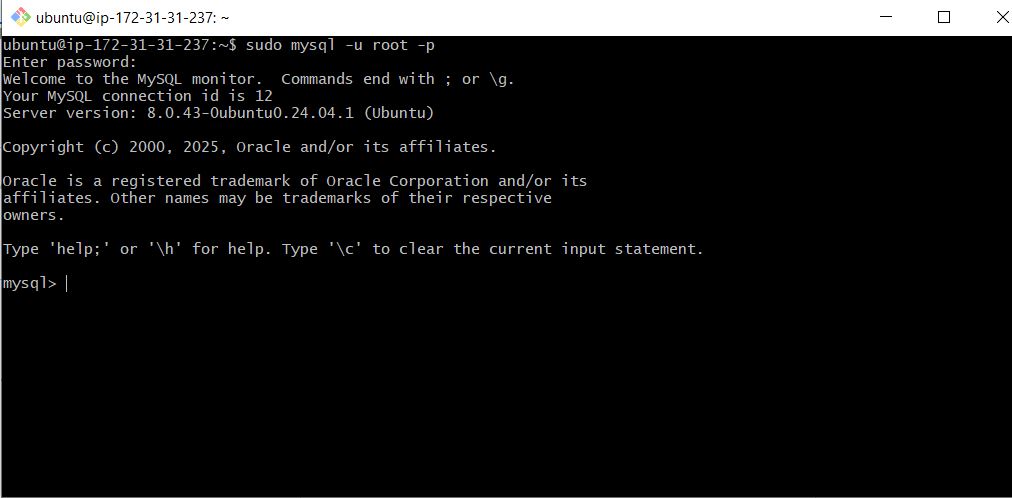 ubuntu@ip-172-31-31-237: ~
ubuntu@ip-172-31-31-237:~$ sudo mysql -u root -p
Enter password:
Welcome to the MySQL monitor.  Commands end with ; or \g.
Your MySQL connection id is 12
Server version: 8.0.43-0ubuntu0.24.04.1 (Ubuntu)
Copyright (c) 2000, 2025, Oracle and/or its affiliates.
Oracle is a registered trademark of Oracle Corporation and/or its
affiliates. Other names may be trademarks of their respective
owners.
Type 'help;' or '\h' for help. Type '\c' to clear the current input statement.
mysql>